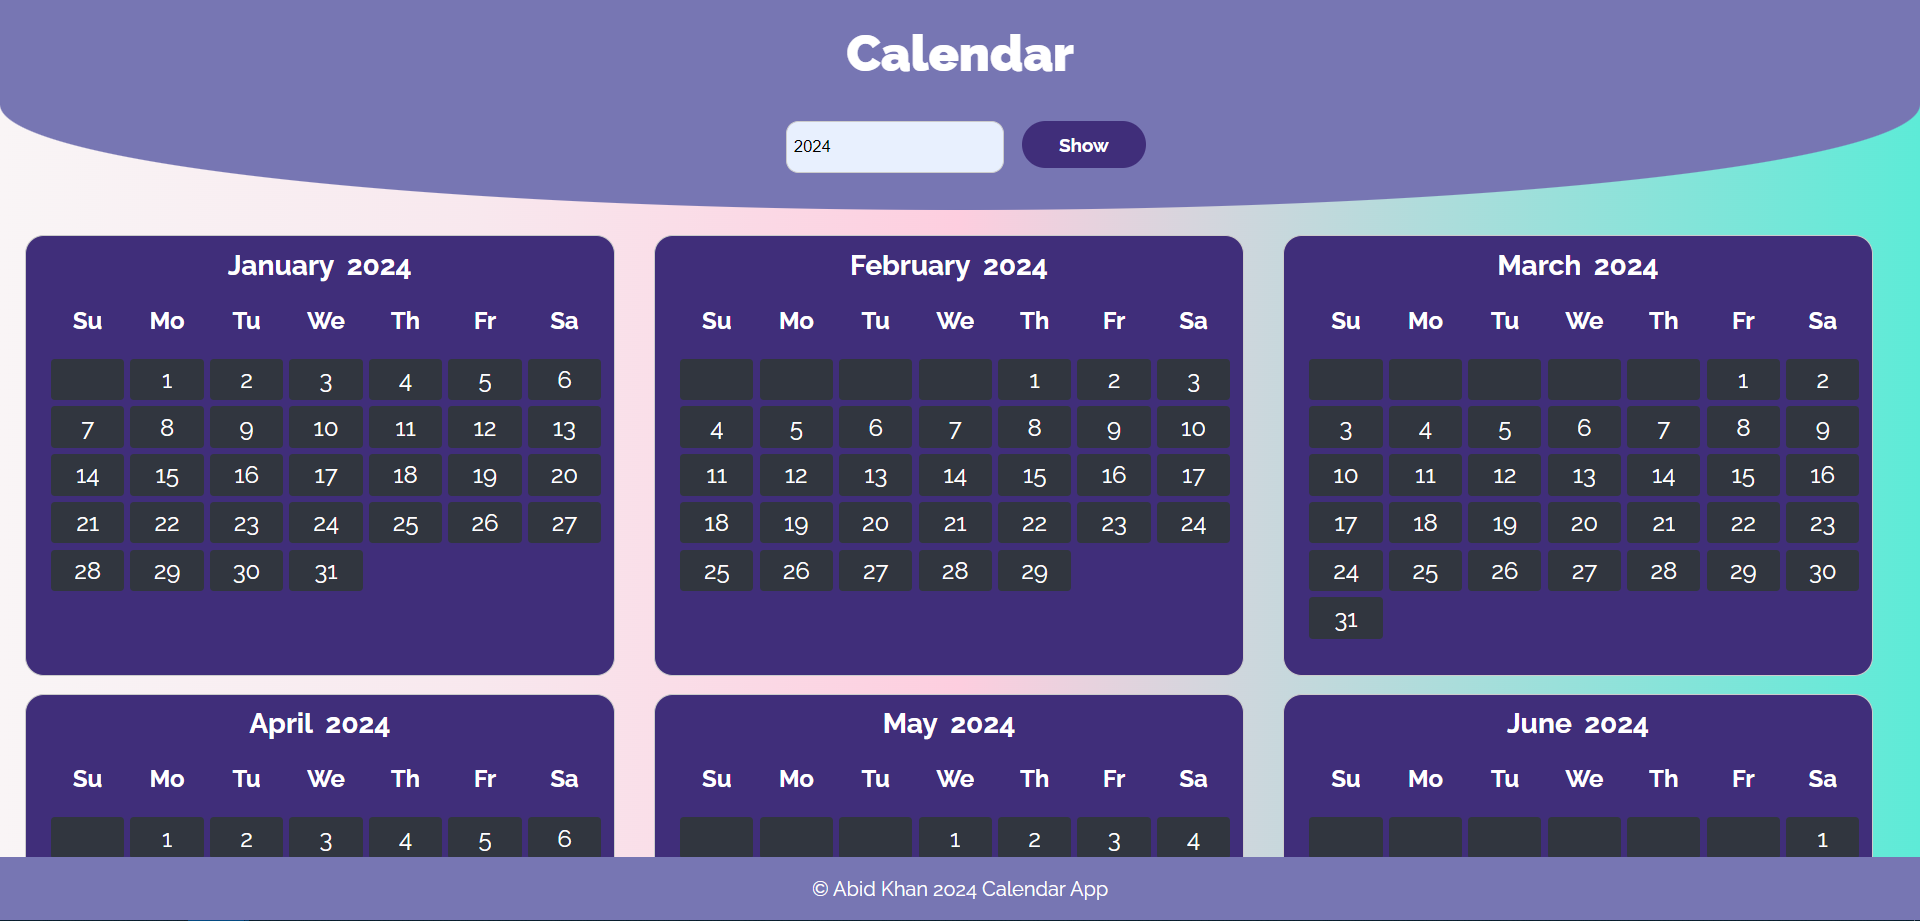 Calendar
2024 Show
January 2024
Su Mo Tu We Th Fr Sa
1 2 3 4 5 6
7 8 9 10 11 12 13
14 15 16 17 18 19 20
21 22 23 24 25 26 27
28 29 30 31
February 2024
Su Mo Tu We Th Fr Sa
1 2 3
4 5 6 7 8 9 10
11 12 13 14 15 16 17
18 19 20 21 22 23 24
25 26 27 28 29
March 2024
Su Mo Tu We Th Fr Sa
1 2
3 4 5 6 7 8 9
10 11 12 13 14 15 16
17 18 19 20 21 22 23
24 25 26 27 28 29 30
31
April 2024
Su Mo Tu We Th Fr Sa
1 2 3 4 5 6
May 2024
Su Mo Tu We Th Fr Sa
1 2 3 4
June 2024
Su Mo Tu We Th Fr Sa
1
© Abid Khan 2024 Calendar App